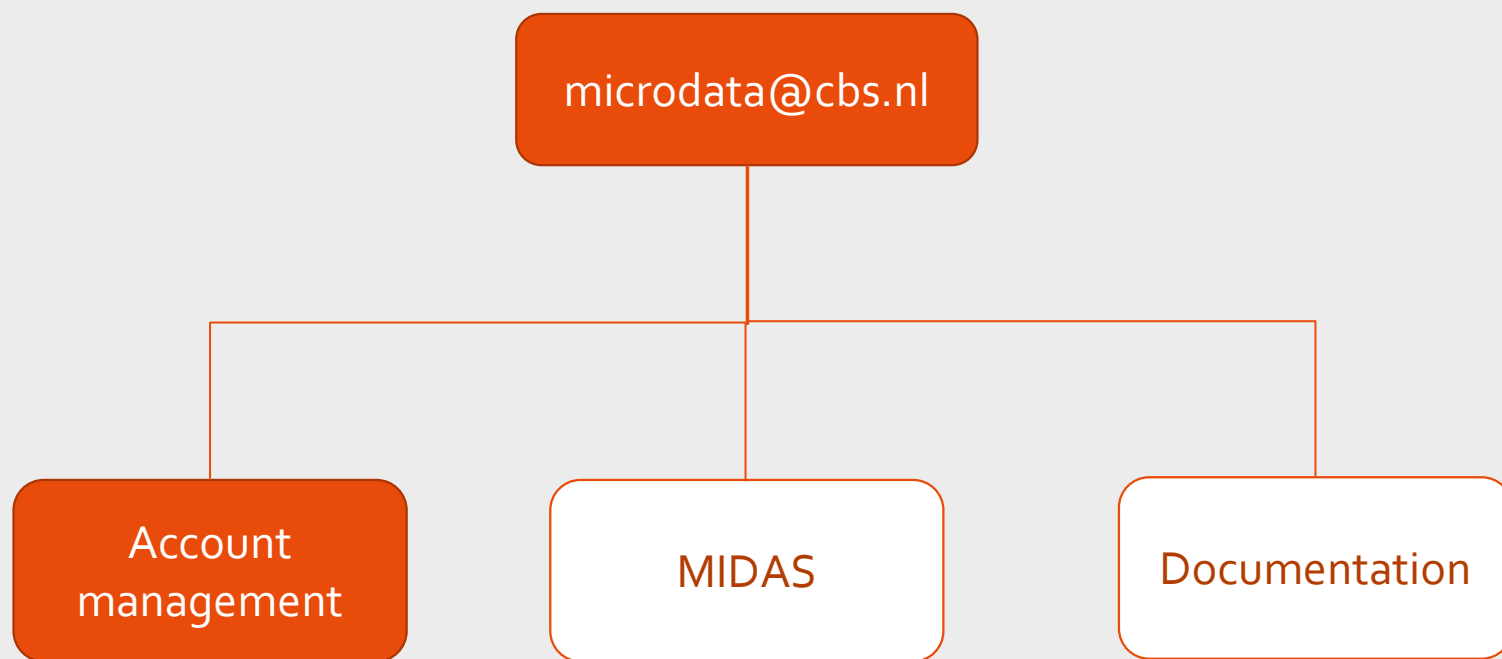 microdata@cbs.nl
Account
management
MIDAS
Documentation